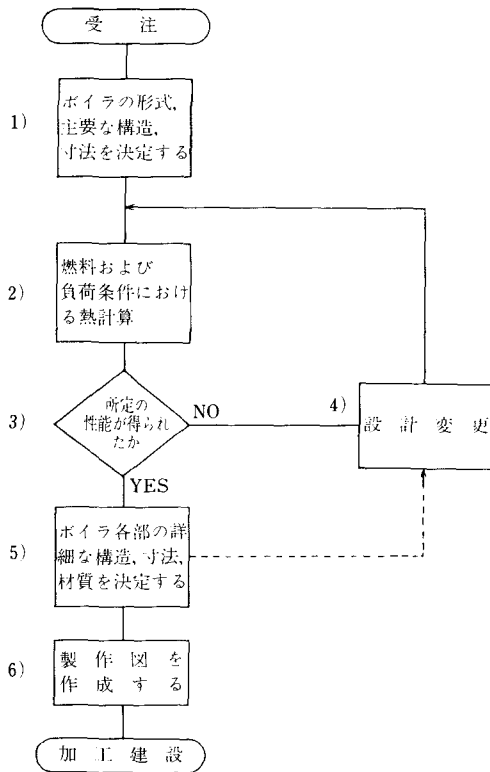 受 注
1)
ボイラの形式,
主要な構造,
寸法を決定する
2)
燃料および
負荷条件におけ
る熱計算
3)
所定の
性能が得られ
たか
NO
4)
設 計 変 更
YES
5)
ボイラ各部の詳
細な構造, 寸法,
材質を決定する
6)
製 作 図 を
作 成 す る
加 工 建 設